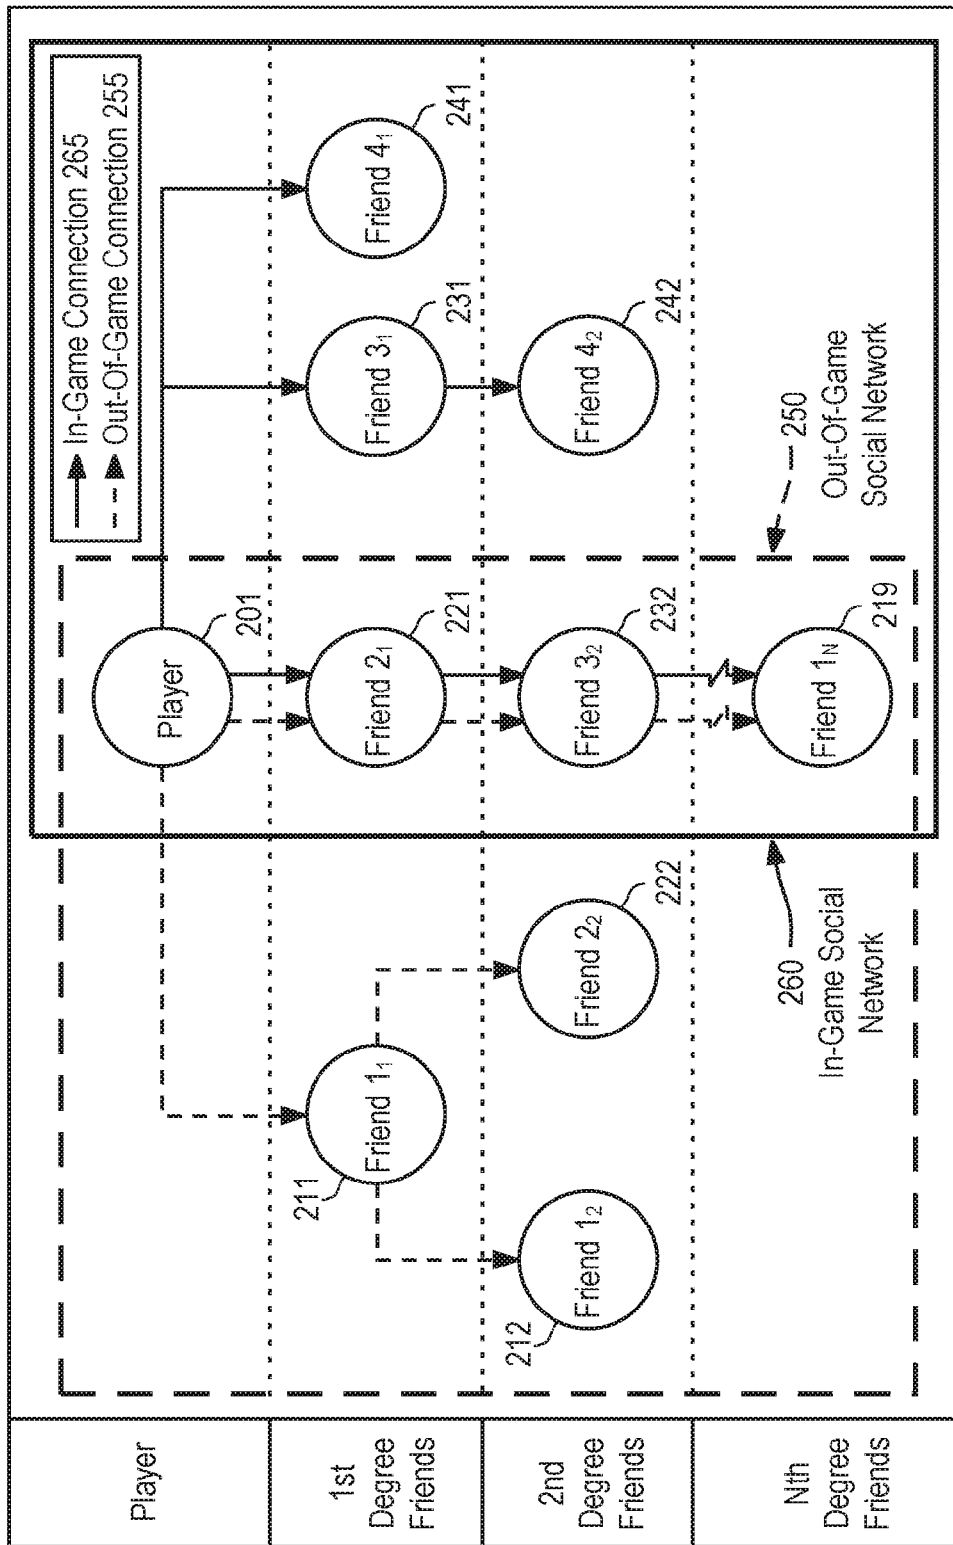 Player
1st
Degree
Friends
2nd
Degree
Friends
Nth
Degree
Friends
In-Game Connection 265
Out-Of-Game Connection 255
Player
201
211
Friend 1₁
Friend 2₁
221
Friend 3₁
231
Friend 4₁
241
212
Friend 1₂
Friend 2₂
222
Friend 3₂
232
Friend 4₂
242
260
In-Game Social
Network
Friend 1N
219
250
Out-Of-Game
Social Network